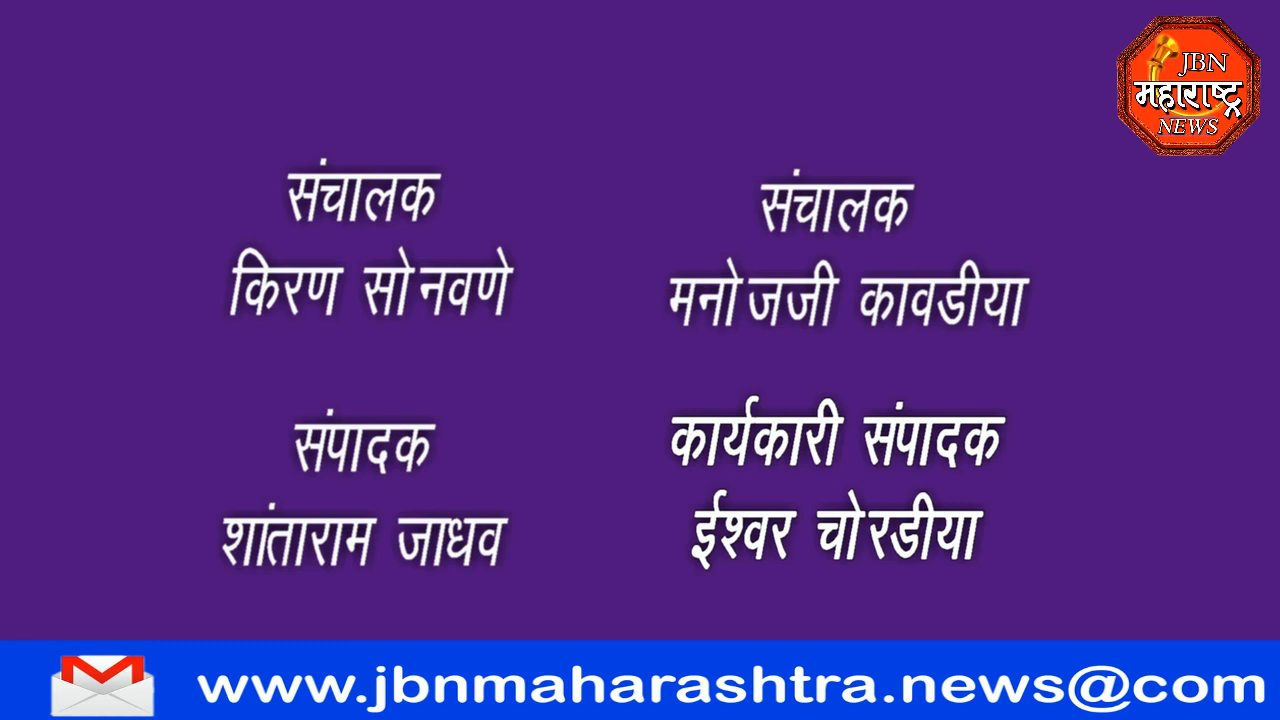 JBN
महाराष्ट्र
NEWS
संचालक
किरण सोनवणे
संचालक
मनोजजी कावडीया
संपादक
शांताराम जाधव
कार्यकारी संपादक
ईश्वर चोरडीया
www.jbnmaharashtra.news@com